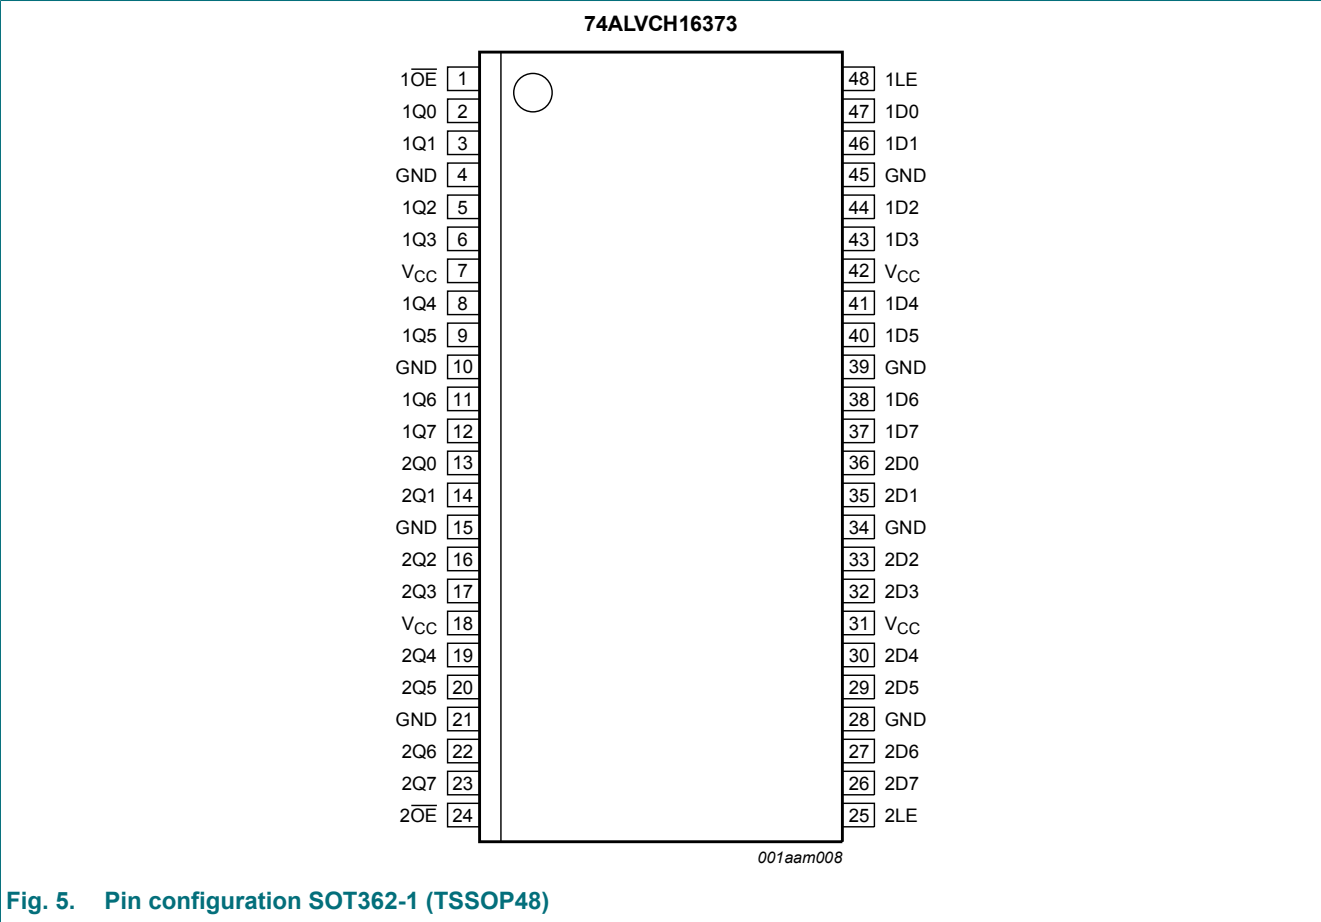 74ALVCH16373
1O̅E̅ 1 48 1LE
1Q0 2 47 1D0
1Q1 3 46 1D1
GND 4 45 GND
1Q2 5 44 1D2
1Q3 6 43 1D3
VCC 7 42 VCC
1Q4 8 41 1D4
1Q5 9 40 1D5
GND 10 39 GND
1Q6 11 38 1D6
1Q7 12 37 1D7
2Q0 13 36 2D0
2Q1 14 35 2D1
GND 15 34 GND
2Q2 16 33 2D2
2Q3 17 32 2D3
VCC 18 31 VCC
2Q4 19 30 2D4
2Q5 20 29 2D5
GND 21 28 GND
2Q6 22 27 2D6
2Q7 23 26 2D7
2O̅E̅ 24 25 2LE
001aam008
Fig. 5. Pin configuration SOT362-1 (TSSOP48)